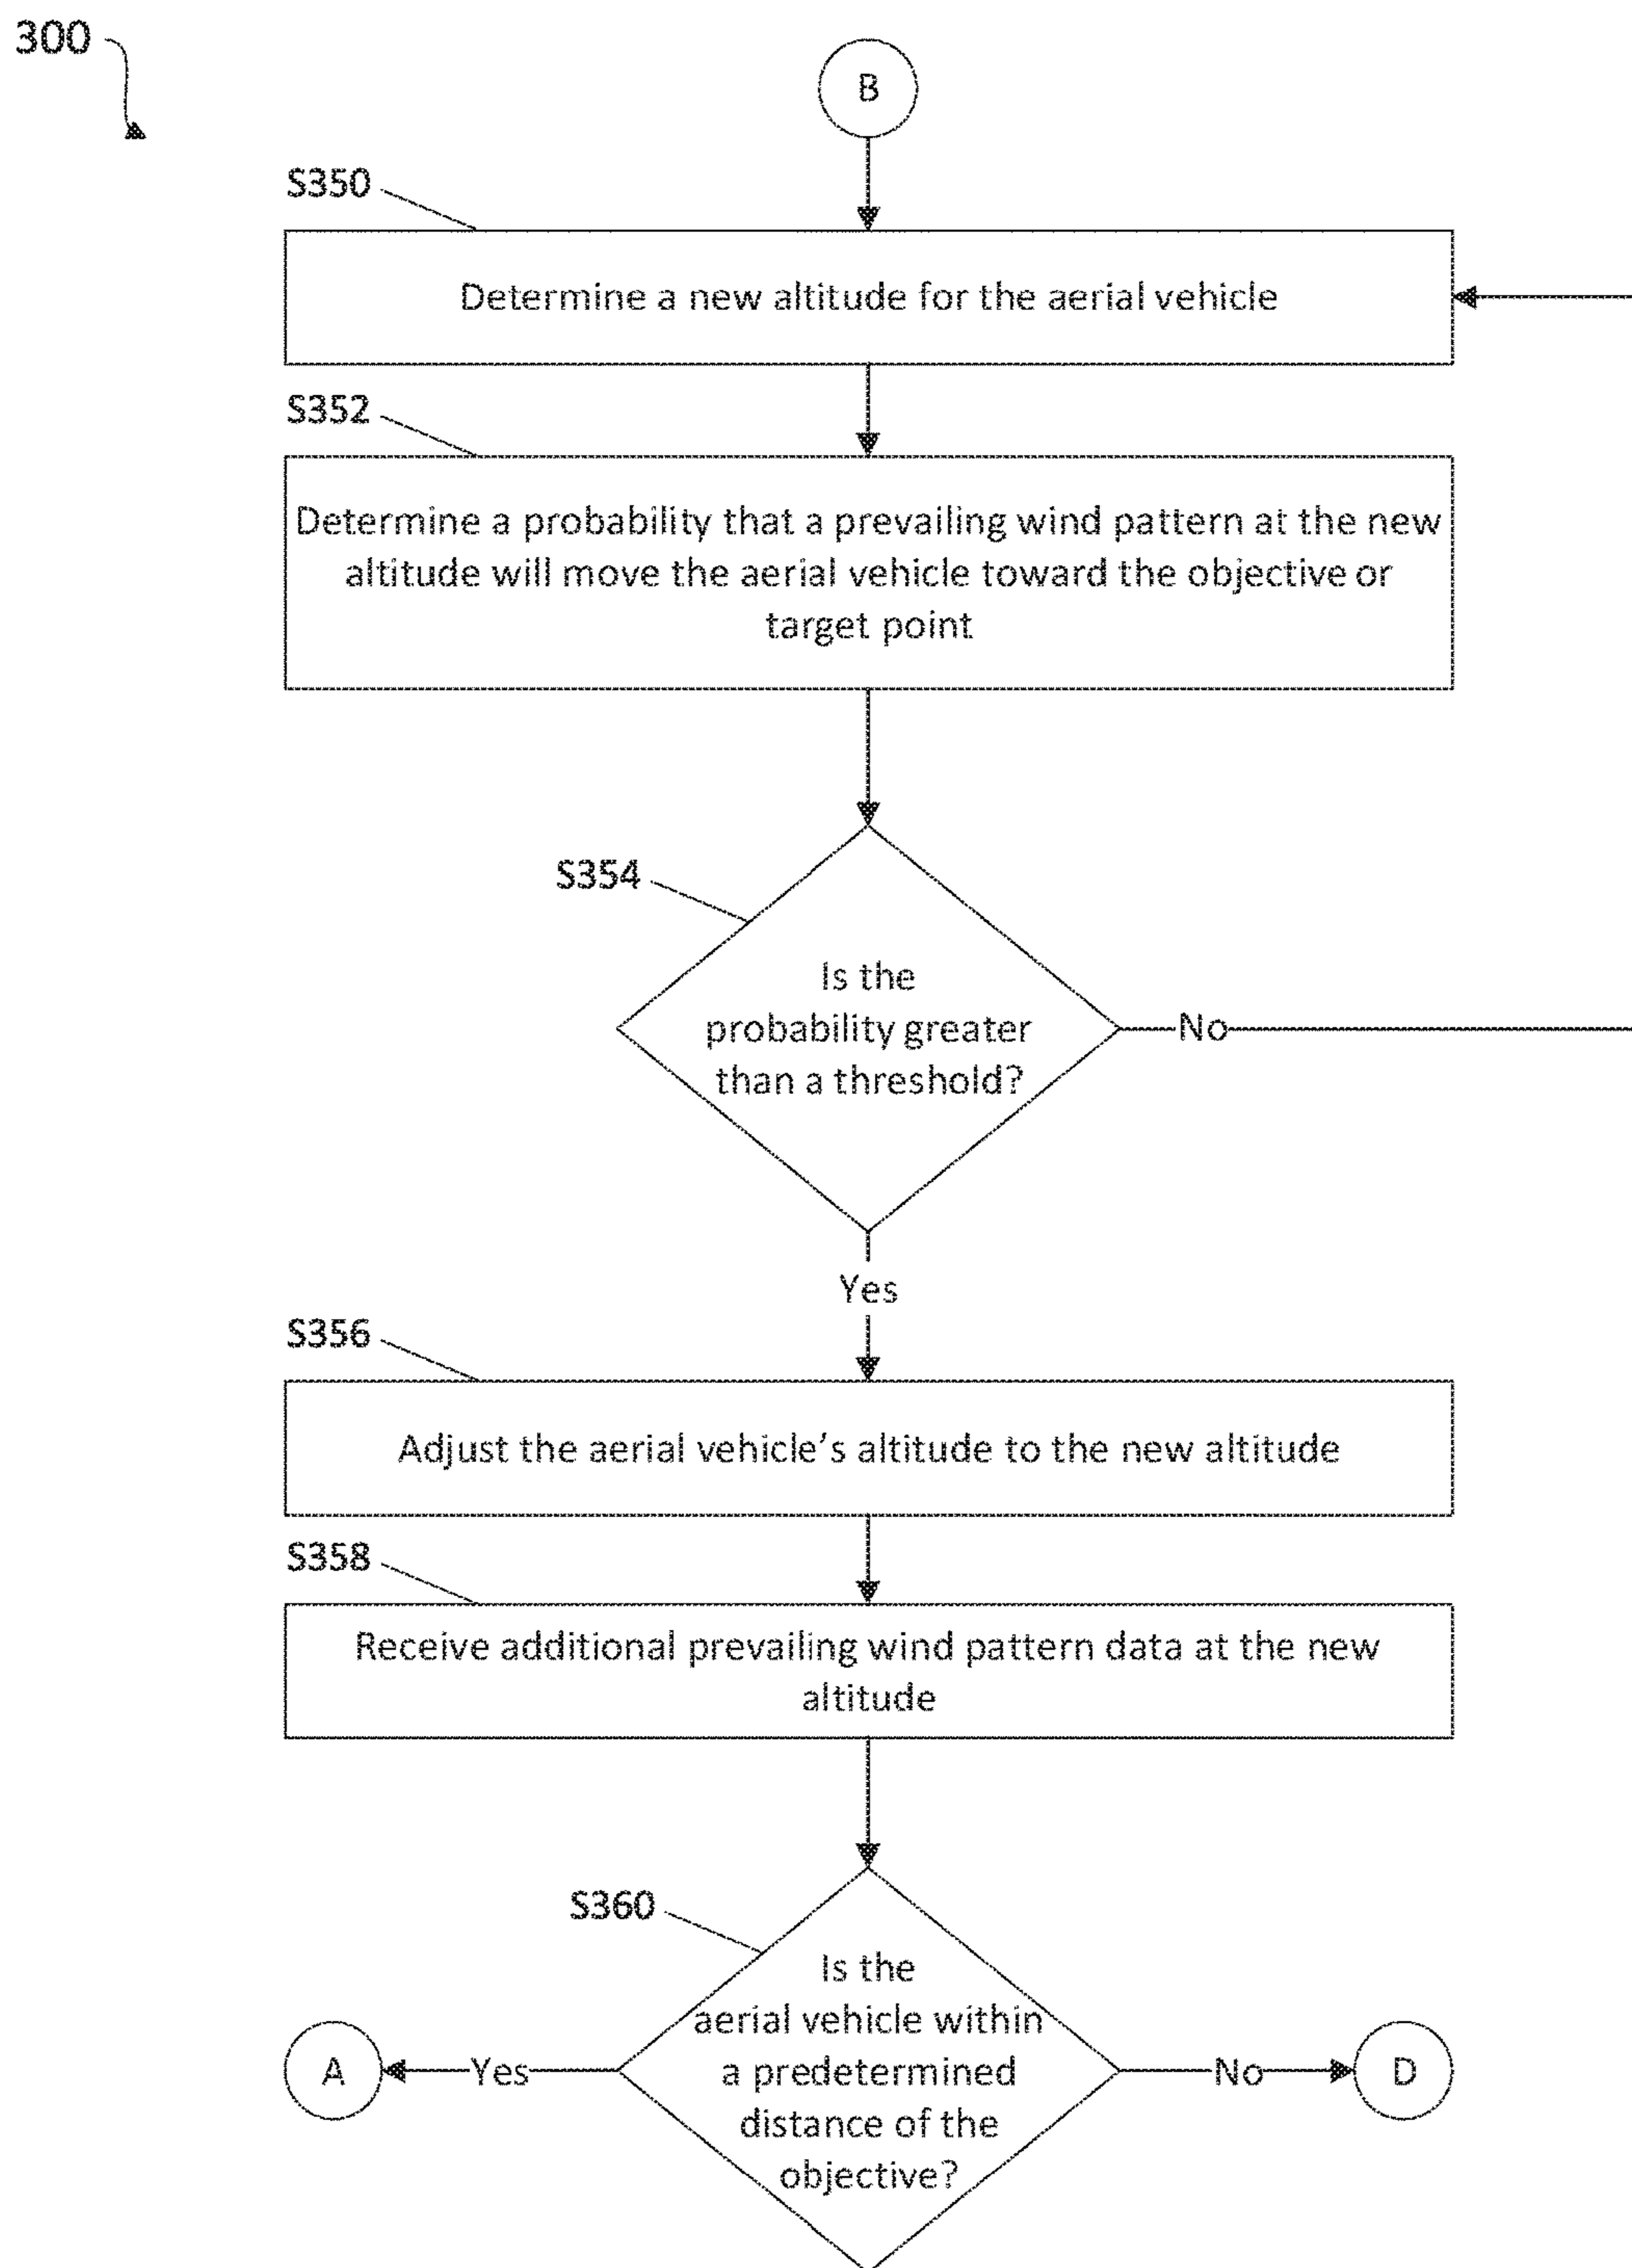 300
B
S350
Determine a new altitude for the aerial vehicle
S352
Determine a probability that a prevailing wind pattern at the new
altitude will move the aerial vehicle toward the objective or
target point
S354
Is the
probability greater
than a threshold?
No
Yes
S356
Adjust the aerial vehicle's altitude to the new altitude
S358
Receive additional prevailing wind pattern data at the new
altitude
S360
Is the
aerial vehicle within
a predetermined
distance of the
objective?
A
Yes
No
D